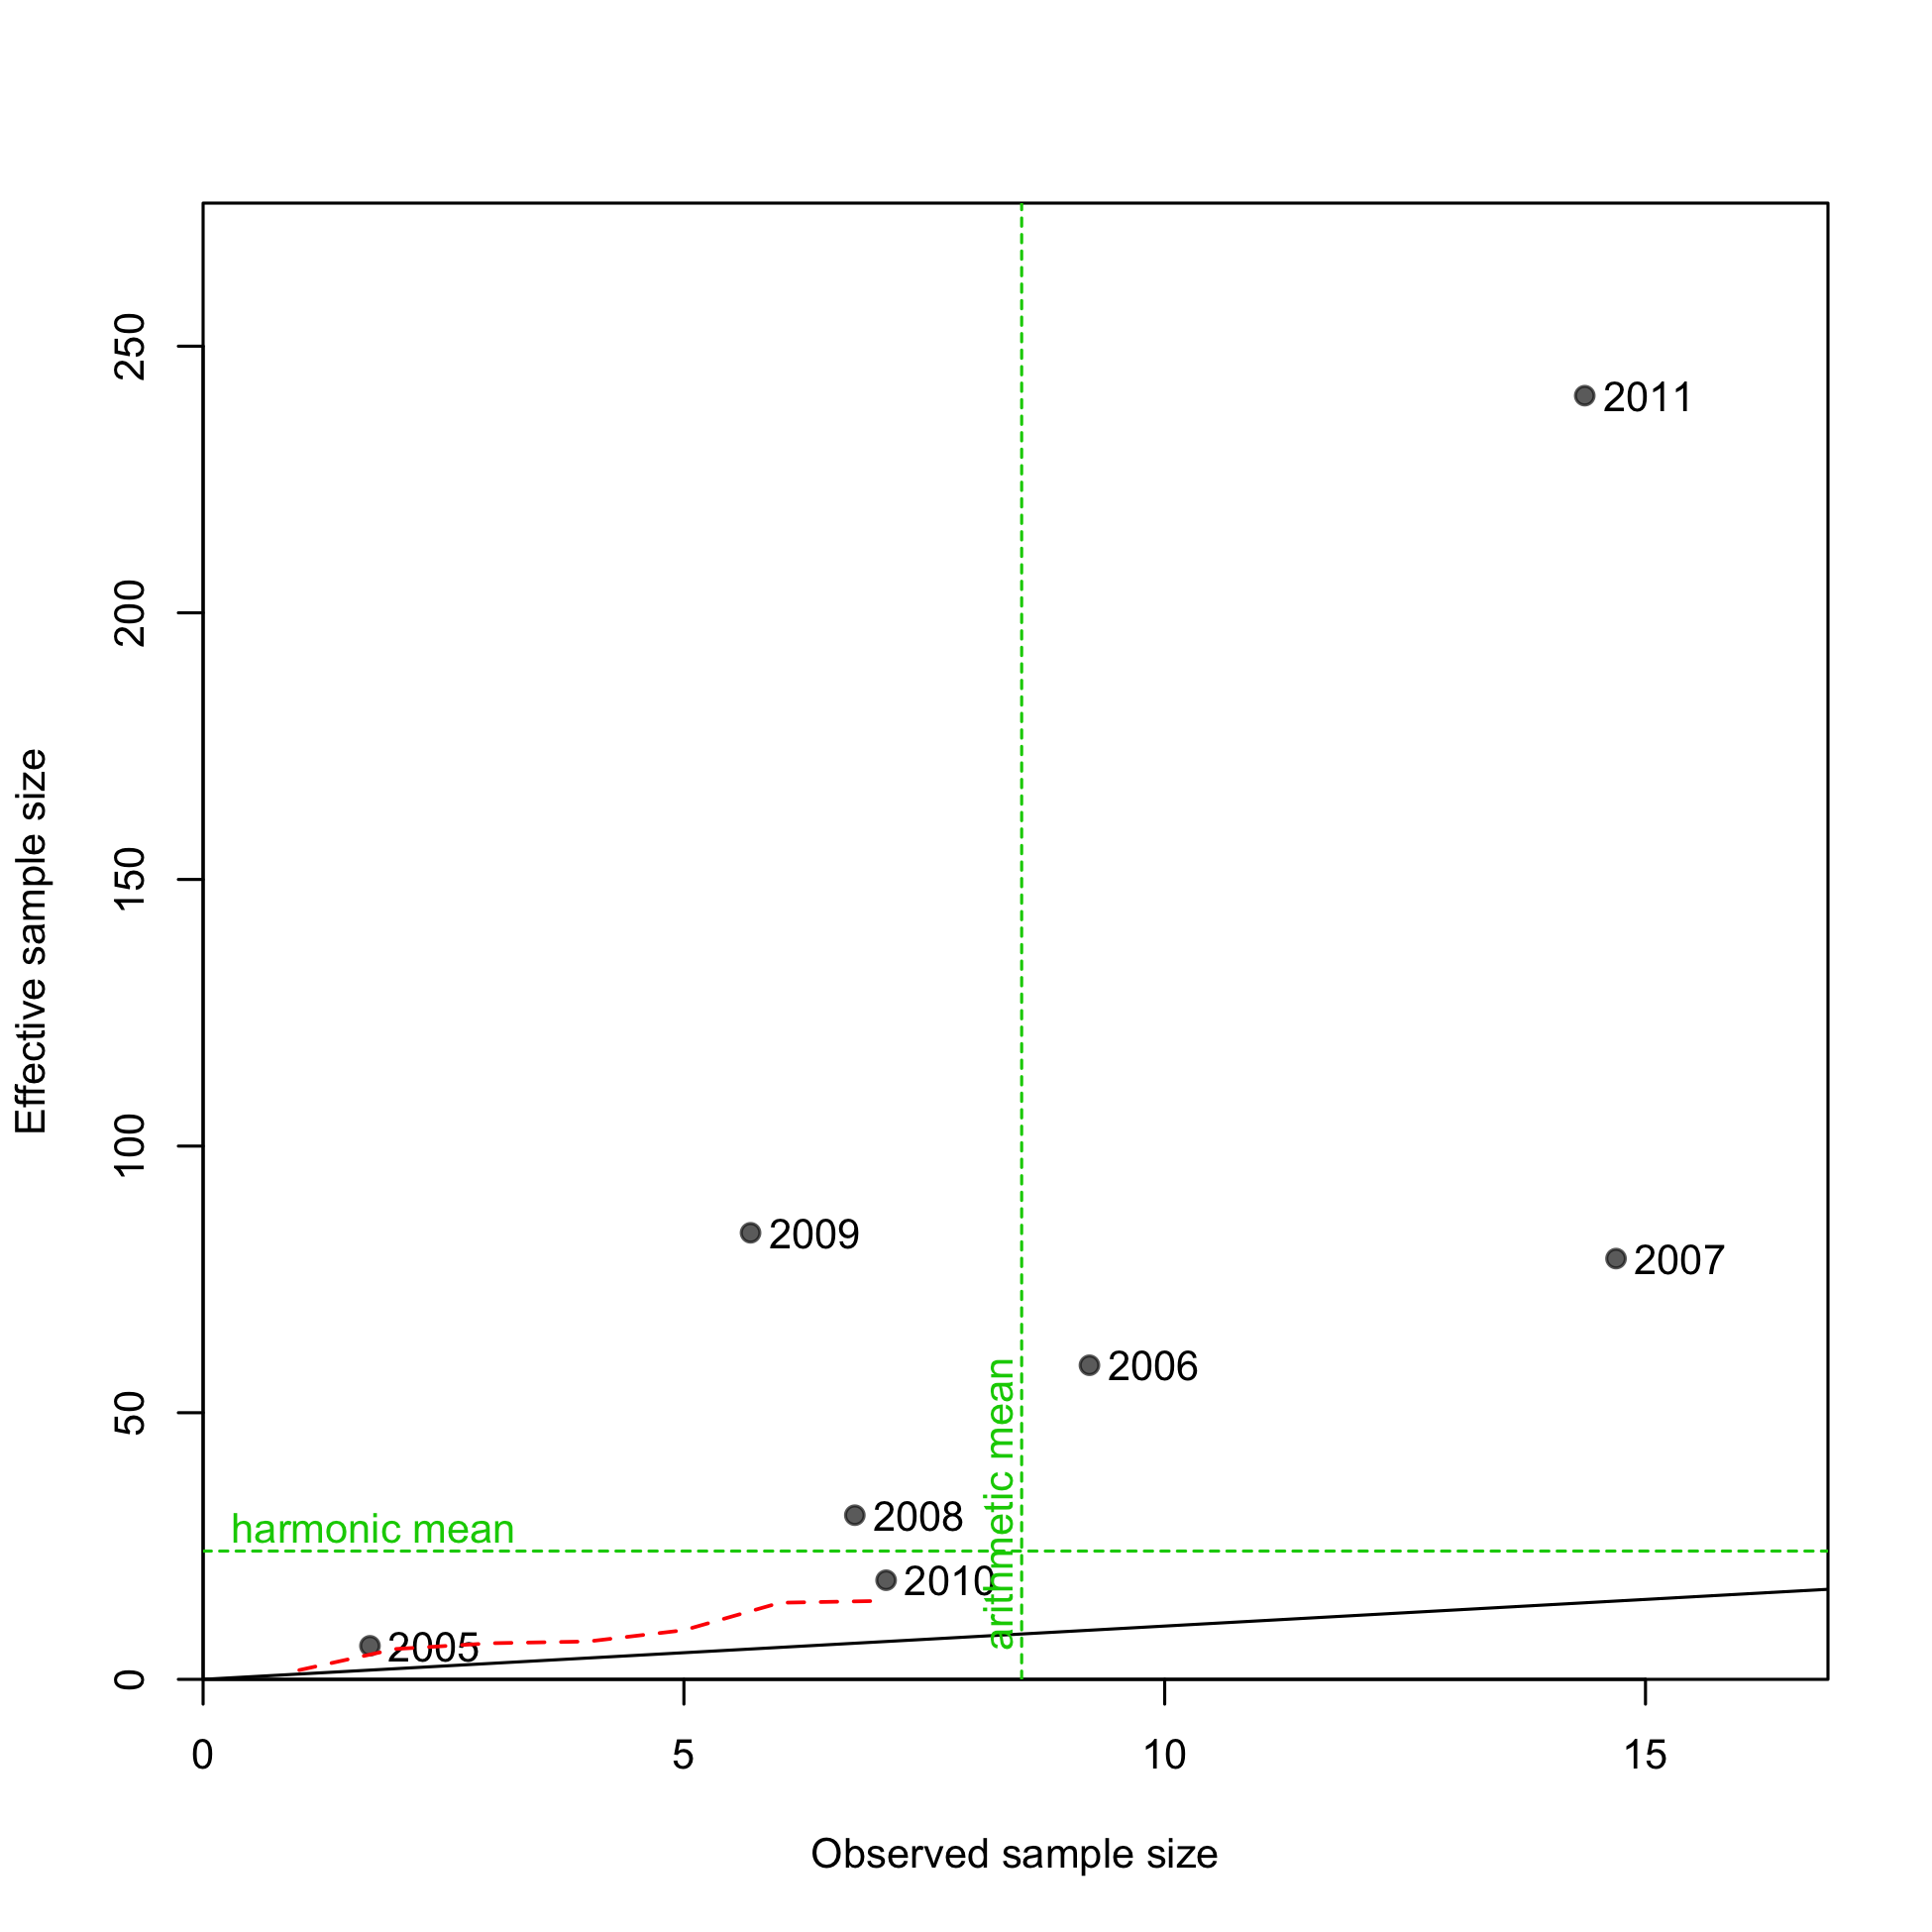 250
200
150
100
50
0
Effective sample size
2011
2009
2007
2006
2008
harmonic mean
2010
arithmetic mean
2005
0 5 10 15
Observed sample size